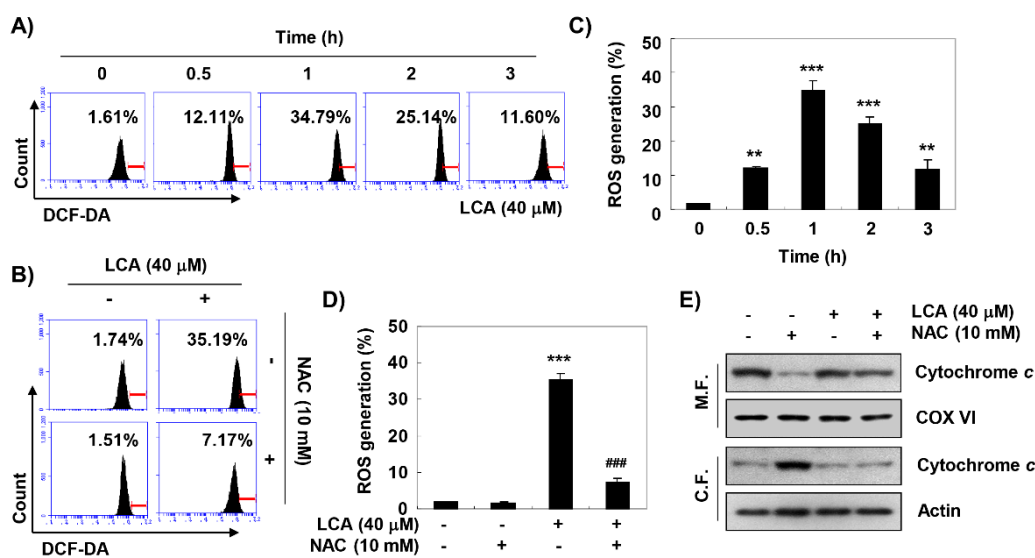 A)
Time (h)
0 0.5 1 2 3
1.61% 12.11% 34.79% 25.14% 11.60%
Count
DCF-DA
LCA (40 μM)
B)
LCA (40 μM)
- +
1.74% 35.19%
1.51% 7.17%
- +
NAC (10 mM)
Count
DCF-DA
C)
ROS generation (%)
50
40
30
20
10
0
** *** *** **
0 0.5 1 2 3
Time (h)
D)
ROS generation (%)
50
40
30
20
10
0
*** ###
LCA (40 μM) - - + +
NAC (10 mM) - + - +
E)
- - + + LCA (40 μM)
- + - + NAC (10 mM)
M.F.
Cytochrome c
COX VI
C.F.
Cytochrome c
Actin